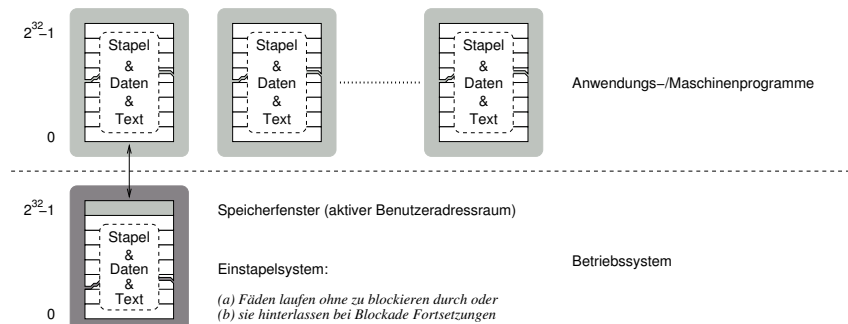 2^32−1
0
Stapel
&
Daten
&
Text
Stapel
&
Daten
&
Text
Stapel
&
Daten
&
Text
Anwendungs−/Maschinenprogramme
2^32−1
0
Stapel
&
Daten
&
Text
Speicherfenster (aktiver Benutzeradressraum)
Einstapelsystem:
(a) Fäden laufen ohne zu blockieren durch oder
(b) sie hinterlassen bei Blockade Fortsetzungen
Betriebssystem